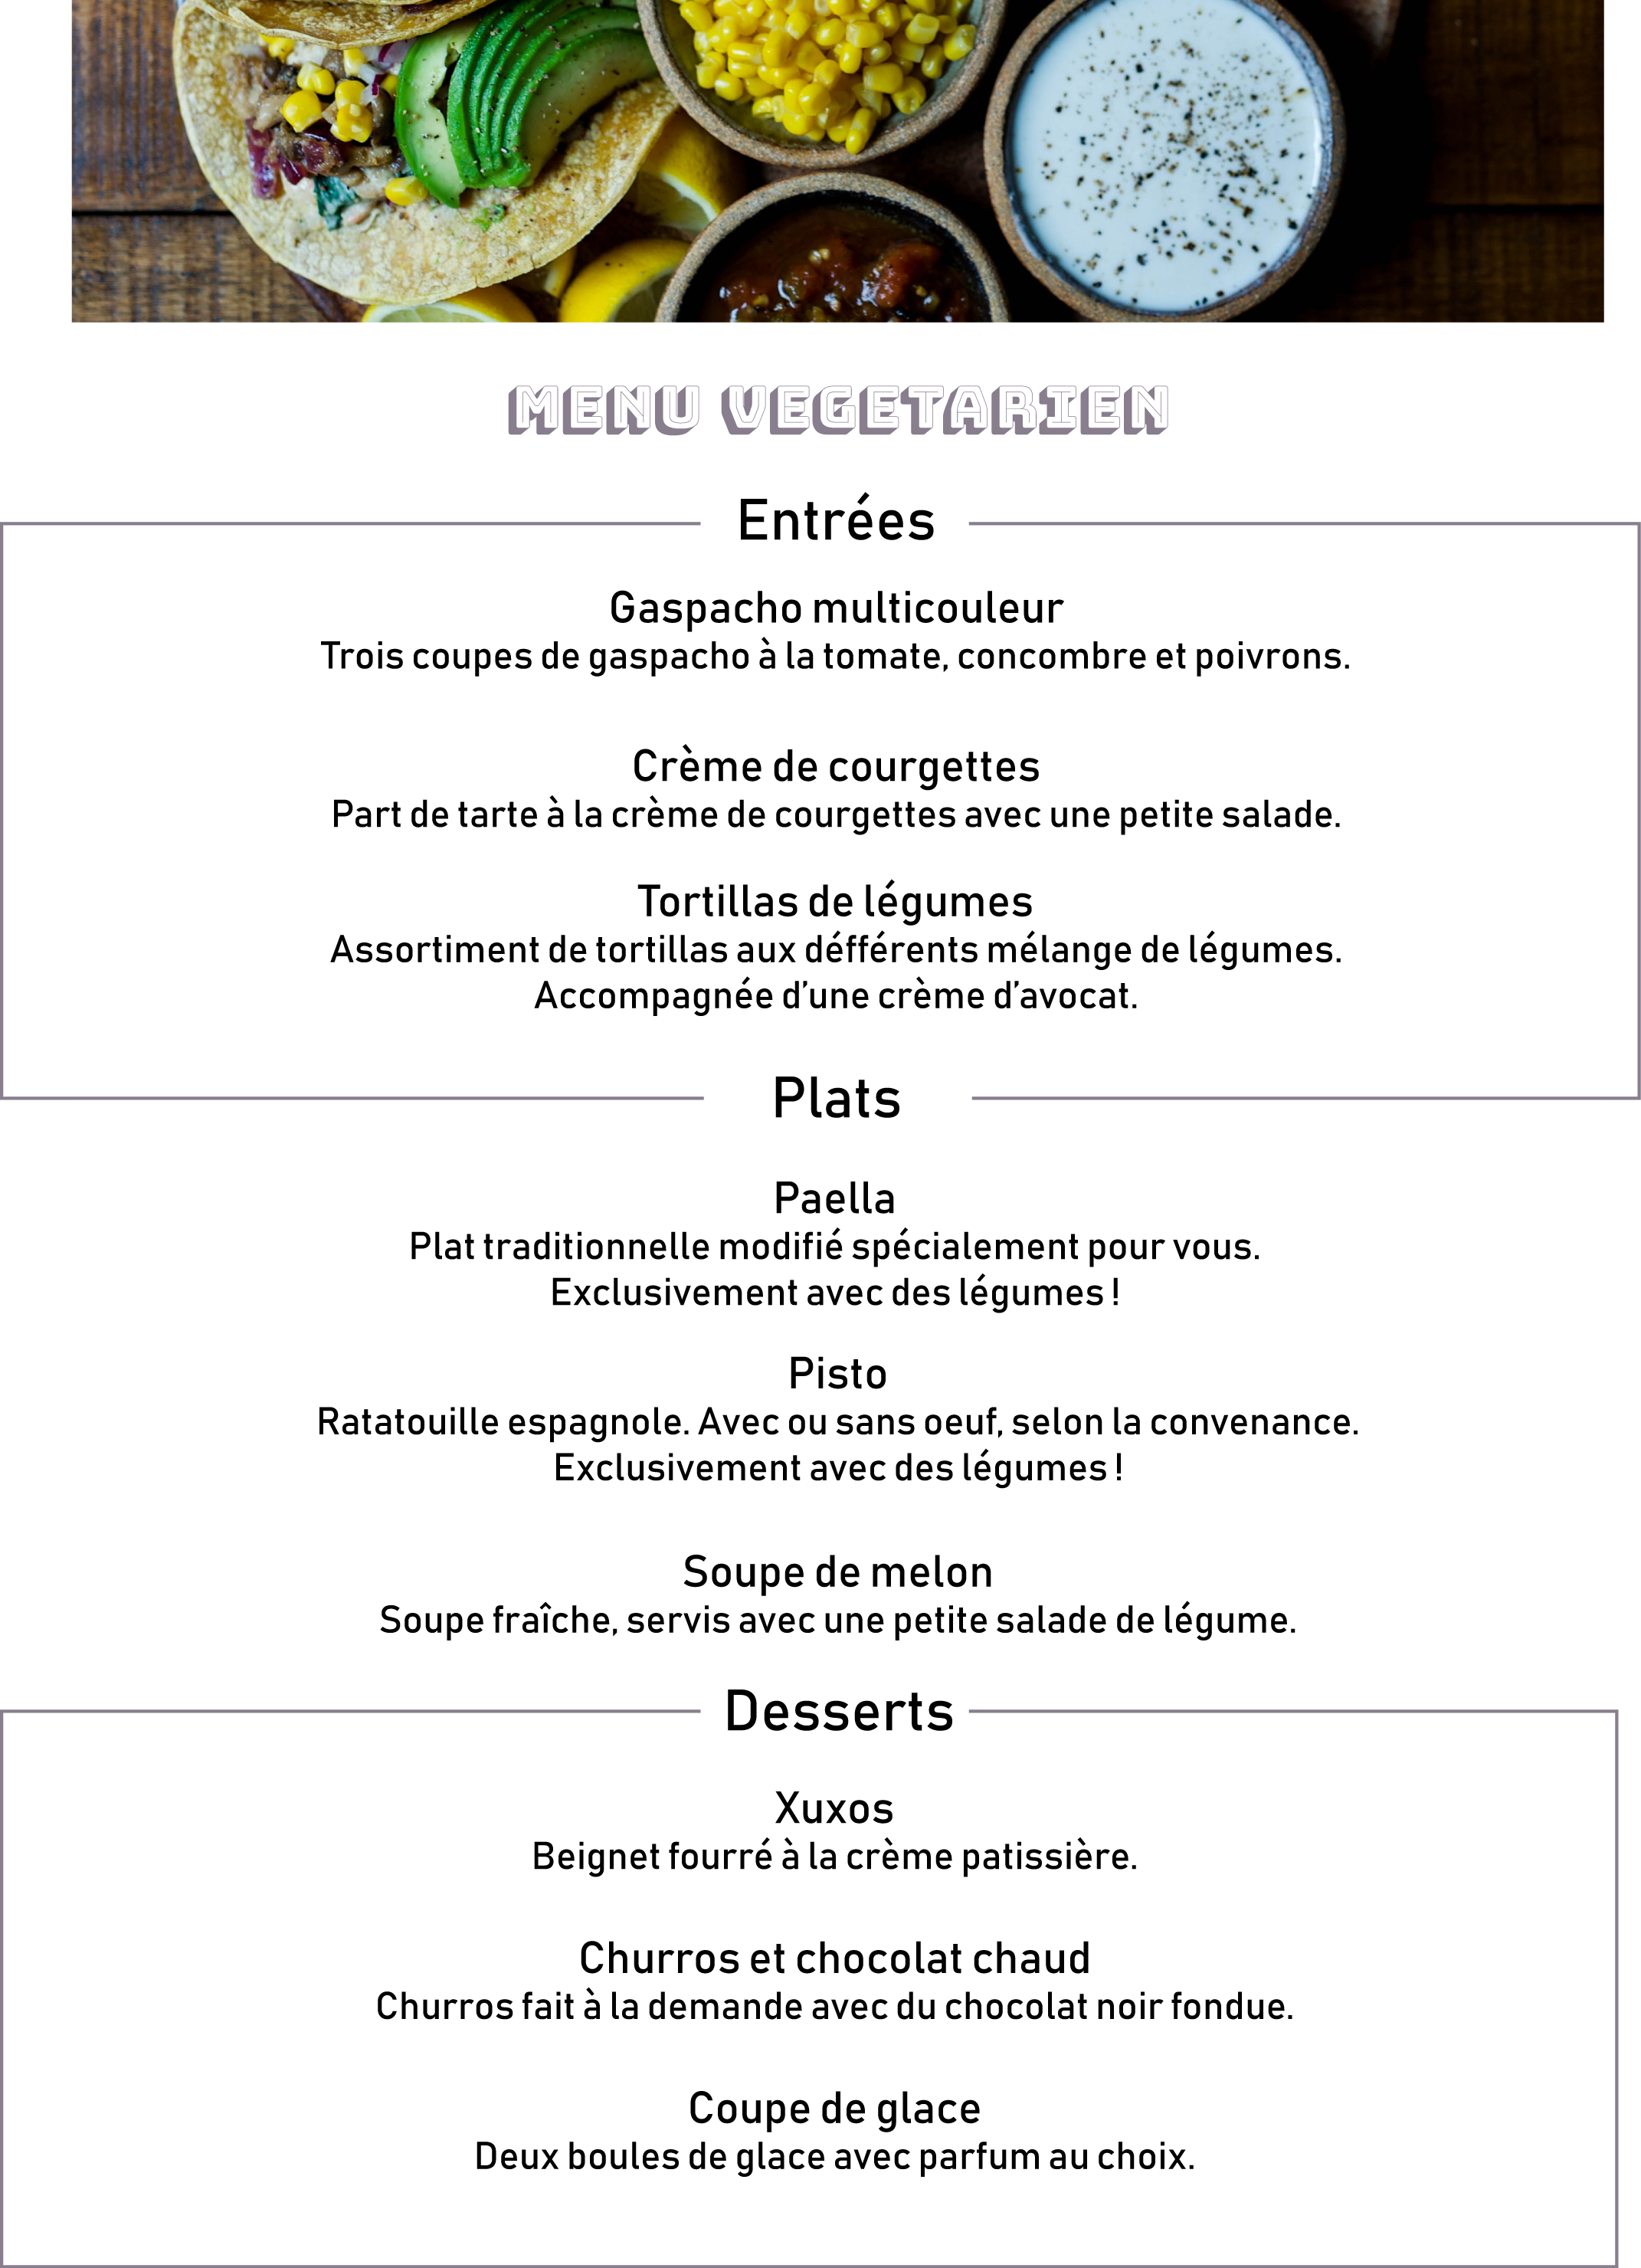 MENU VEGETARIEN
Entrées
Gaspacho multicouleur
Trois coupes de gaspacho à la tomate, concombre et poivrons.
Crème de courgettes
Part de tarte à la crème de courgettes avec une petite salade.
Tortillas de légumes
Assortiment de tortillas aux défférents mélange de légumes.
Accompagnée d’une crème d’avocat.
Plats
Paella
Plat traditionnelle modifié spécialement pour vous.
Exclusivement avec des légumes !
Pisto
Ratatouille espagnole. Avec ou sans oeuf, selon la convenance.
Exclusivement avec des légumes !
Soupe de melon
Soupe fraîche, servis avec une petite salade de légume.
Desserts
Xuxos
Beignet fourré à la crème patissière.
Churros et chocolat chaud
Churros fait à la demande avec du chocolat noir fondue.
Coupe de glace
Deux boules de glace avec parfum au choix.